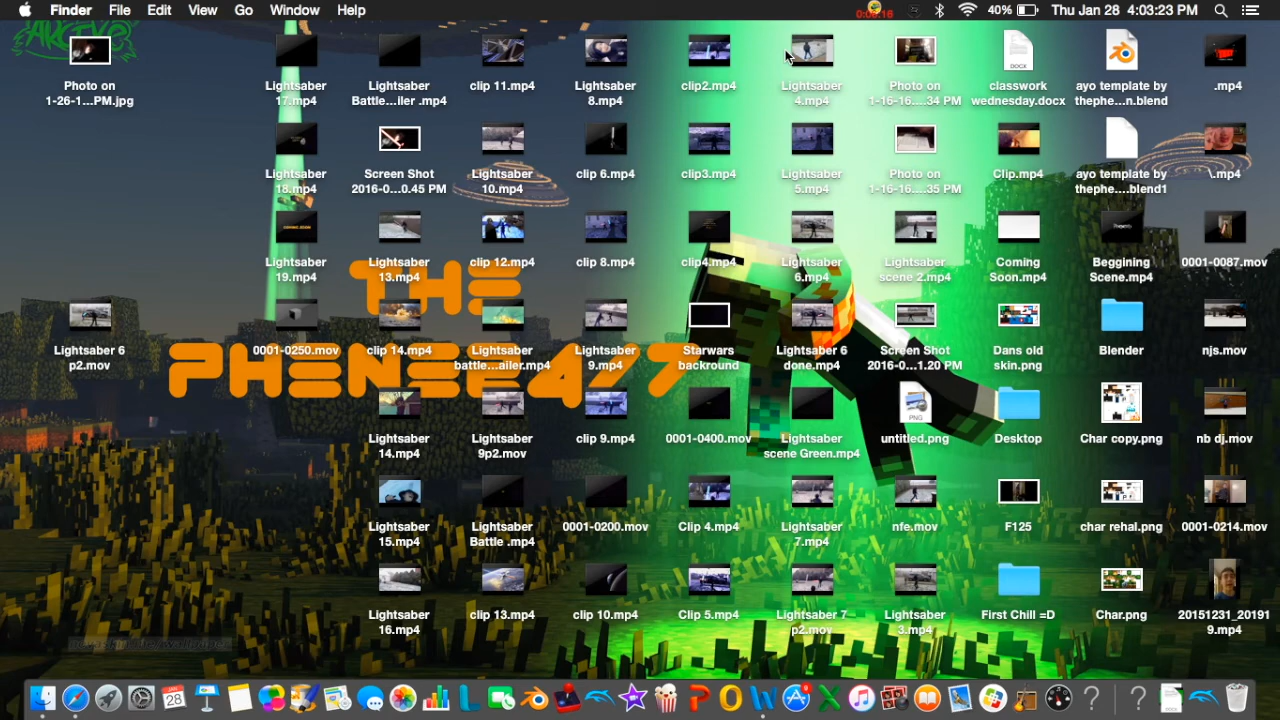 Finder File Edit View Go Window Help
0:06:16
40% Thu Jan 28 4:03:23 PM
Photo on
1-26-1...PM.jpg
Lightsaber
17.mp4
Lightsaber
Battle...iler .mp4
clip 11.mp4
Lightsaber
8.mp4
clip2.mp4
Lightsaber
4.mp4
Photo on
1-16-16....34 PM
classwork
wednesday.docx
ayo template by
thephe...n.blend
.mp4
Lightsaber
18.mp4
Screen Shot
2016-0...0.45 PM
Lightsaber
10.mp4
clip 6.mp4
clip3.mp4
Lightsaber
5.mp4
Photo on
1-16-16....35 PM
Clip.mp4
ayo template by
thephe....blend1
\.mp4
Lightsaber
19.mp4
Lightsaber
13.mp4
clip 12.mp4
clip 8.mp4
clip4.mp4
Lightsaber
6.mp4
Lightsaber
scene 2.mp4
Coming
Soon.mp4
Beggining
Scene.mp4
0001-0087.mov
THE
PHENEE477
Lightsaber 6
p2.mov
0001-0250.mov
clip 14.mp4
Lightsaber
battle...ailer.mp4
Lightsaber
9.mp4
Starwars
backround
Lightsaber 6
done.mp4
Screen Shot
2016-0...1.20 PM
Dans old
skin.png
Blender
njs.mov
Lightsaber
14.mp4
Lightsaber
9p2.mov
clip 9.mp4
0001-0400.mov
Lightsaber
scene Green.mp4
PNG
untitled.png
Desktop
Char copy.png
nb dj.mov
Lightsaber
15.mp4
Lightsaber
Battle .mp4
0001-0200.mov
Clip 4.mp4
Lightsaber
7.mp4
nfe.mov
F125
char rehal.png
0001-0214.mov
Lightsaber
16.mp4
clip 13.mp4
clip 10.mp4
Clip 5.mp4
Lightsaber 7
p2.mov
Lightsaber
3.mp4
First Chill =D
Char.png
20151231_20191
9.mp4